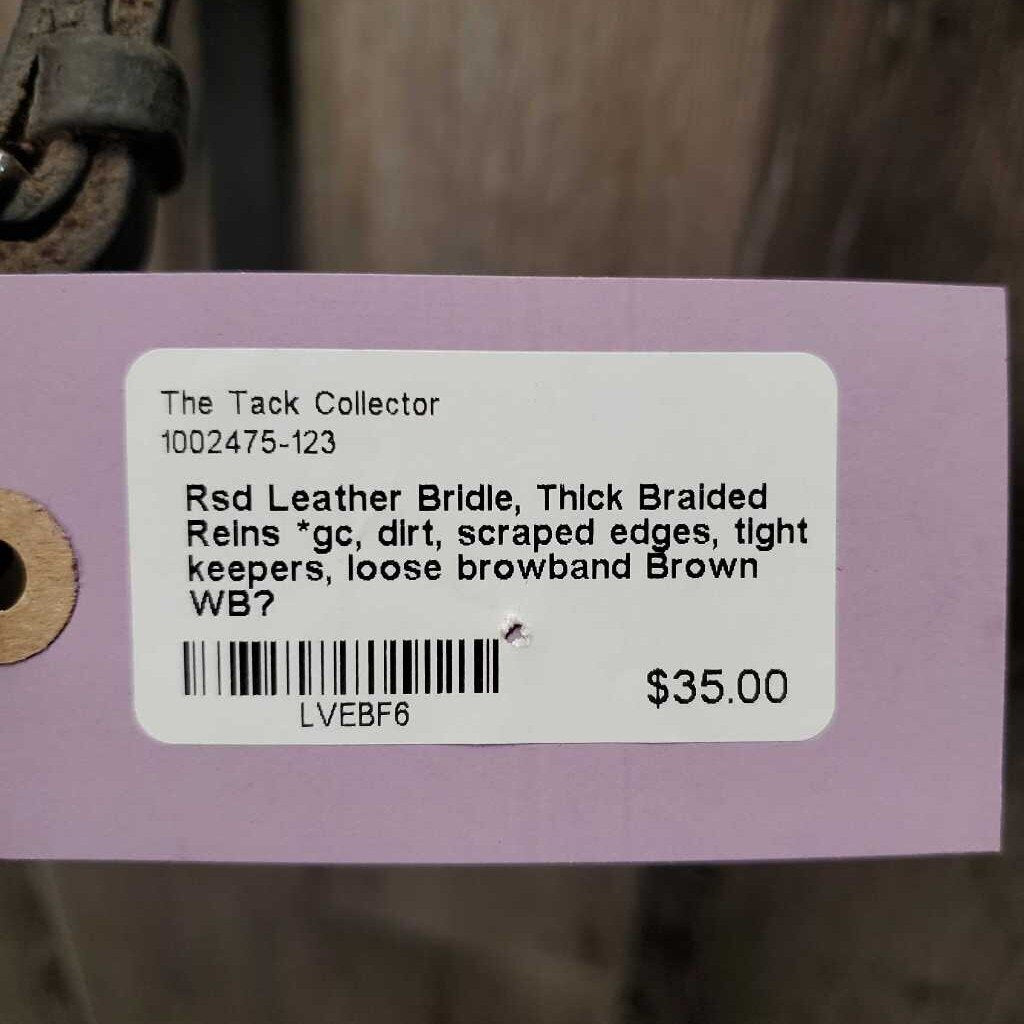 The Tack Collector
1002475-123
Rsd Leather Bridle, Thick Braided
Reins *gc, dirt, scraped edges, tight
keepers, loose browband Brown
WB?
LVEBF6
$35.00